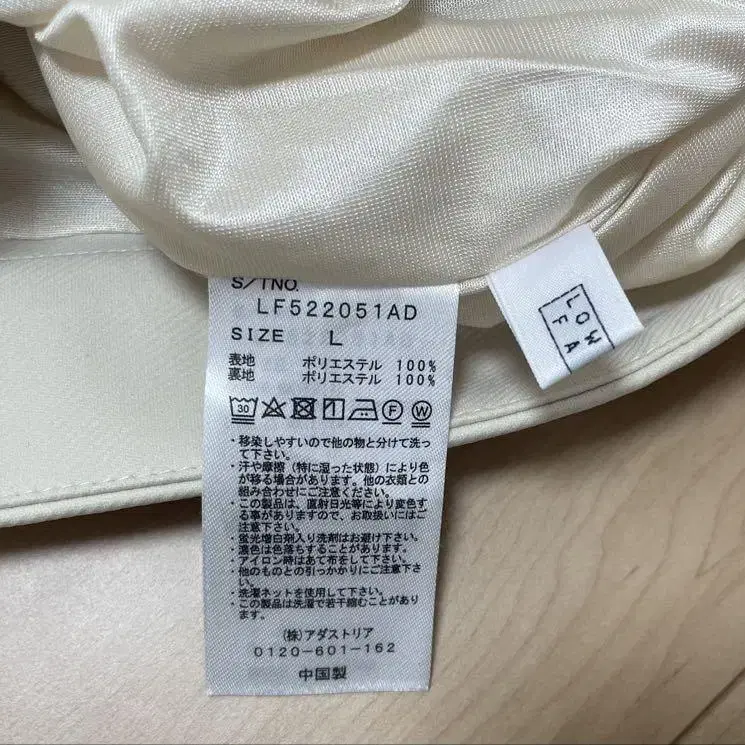 S/TNO.
LF522051AD
SIZE L
表地 ポリエステル 100%
裏地 ポリエステル 100%
30
F
W
・移染しやすいので他の物と分けて洗っ
て下さい。
・汗や摩擦（特に湿った状態）により色
が移る場合があります。他の衣類との
組み合わせにご注意ください。
・この製品は、直射日光等により変色す
る事がありますので、お取扱いにはご
注意下さい。
・蛍光増白剤入り洗剤はお避け下さい。
・濃色は色落ちすることがあります。
・アイロン時はあて布をして下さい。
・他のものとの引っかかりにご注意下さ
い。
・洗濯ネットを使用して下さい。
・この製品は洗濯で若干縮むことがあり
ます。
(株)アダストリア
0120-601-162
中国製
LOW
F A